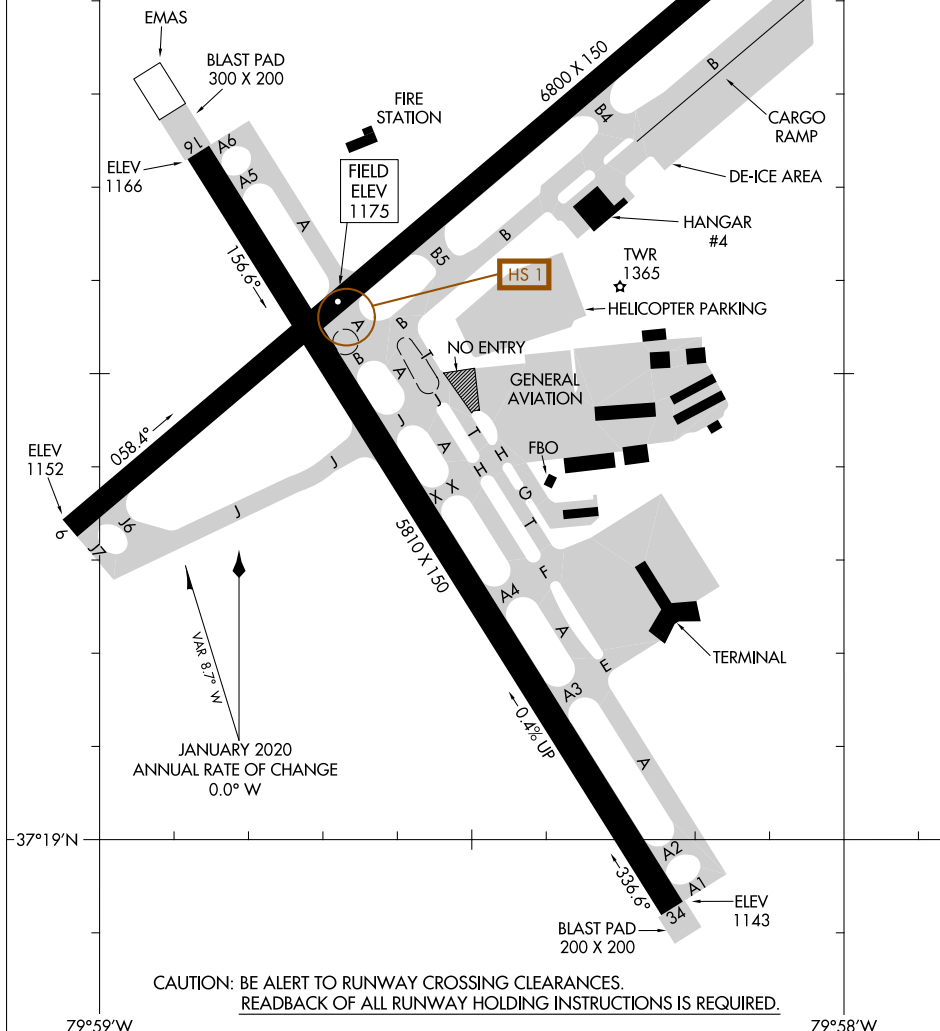 EMAS
BLAST PAD
300 X 200
FIRE
STATION
6800 X 150
B
B4
CARGO
RAMP
DE-ICE AREA
16
A6
ELEV
1166
A5
FIELD
ELEV
1175
HANGAR
#4
A
B
B5
TWR
1365
156.6°
HS 1
HELICOPTER PARKING
A
B
B
T
NO ENTRY
A
J
GENERAL
AVIATION
058.4°
J
J
T
A
H
H
FBO
ELEV
1152
X
X
G
T
J
J6
6
J7
5810 X 150
F
A4
A
E
VAR 8.7° W
TERMINAL
A3
0.4% UP
JANUARY 2020
ANNUAL RATE OF CHANGE
0.0° W
A
37°19'N
A2
A1
336.6°
34
ELEV
1143
BLAST PAD
200 X 200
CAUTION: BE ALERT TO RUNWAY CROSSING CLEARANCES.
READBACK OF ALL RUNWAY HOLDING INSTRUCTIONS IS REQUIRED.
79°59'W
79°58'W